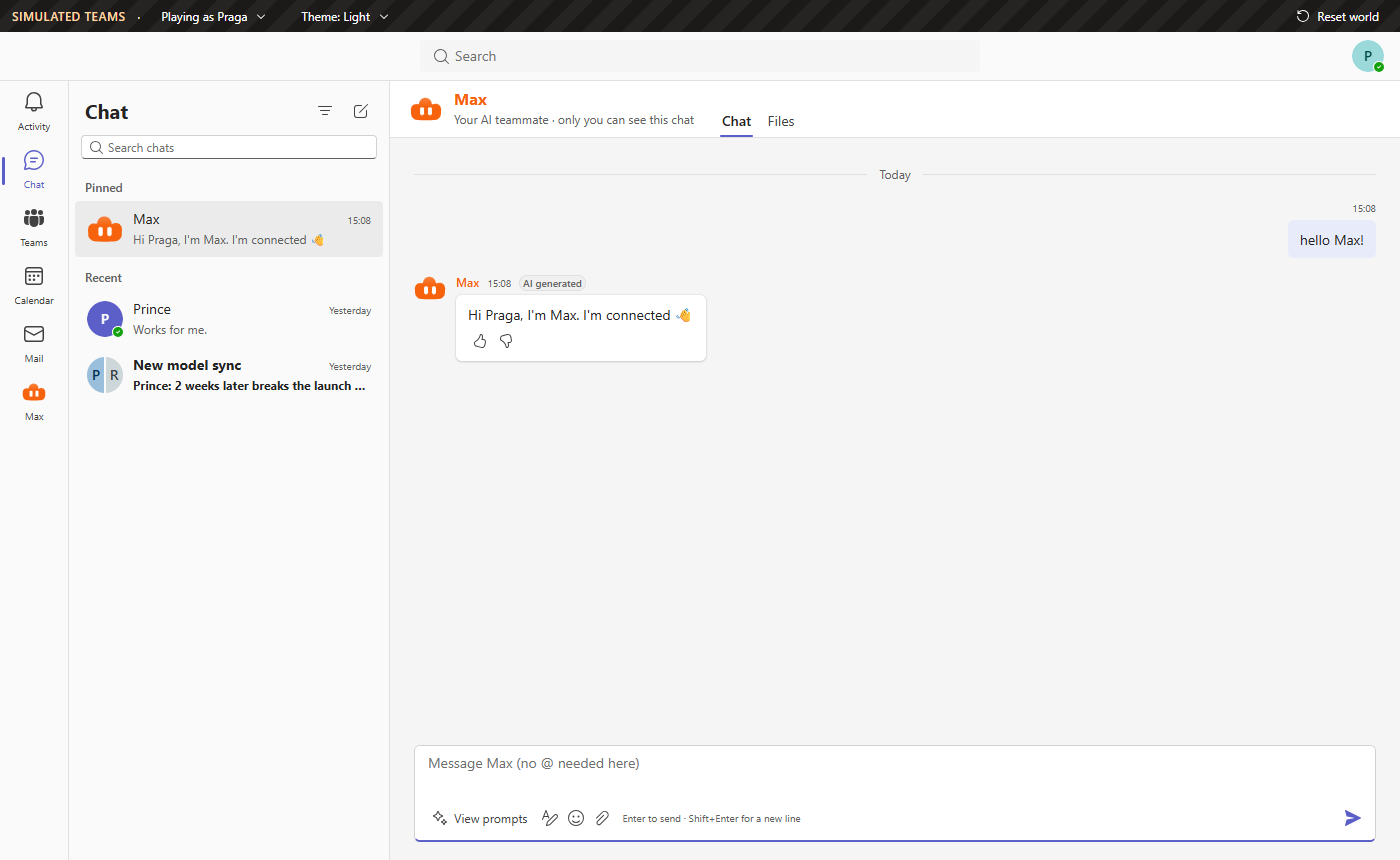 SIMULATED TEAMS · Playing as Praga Theme: Light Reset world
Search
P
Activity
Chat
Teams
Calendar
Mail
Max
Chat
Search chats
Pinned
Max 15:08
Hi Praga, I'm Max. I'm connected 👋
Recent
P
Prince Yesterday
Works for me.
P R
New model sync Yesterday
Prince: 2 weeks later breaks the launch ...
Max
Your AI teammate · only you can see this chat
Chat Files
Today
15:08
hello Max!
Max 15:08 AI generated
Hi Praga, I'm Max. I'm connected 👋
Message Max (no @ needed here)
View prompts Enter to send · Shift+Enter for a new line